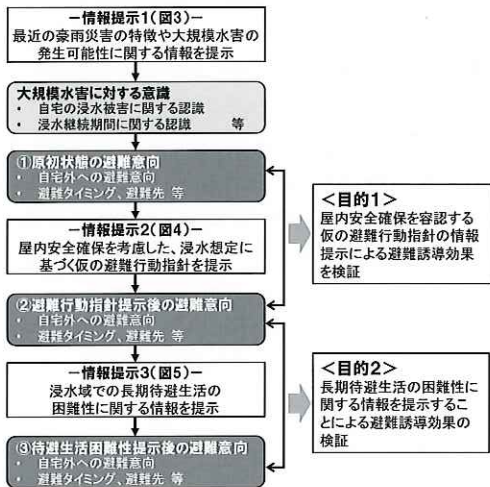 －情報提示1(図3)－
最近の豪雨災害の特徴や大規模水害の
発生可能性に関する情報を提示
大規模水害に対する意識
・ 自宅の浸水被害に関する認識
・ 浸水継続期間に関する認識 等
①原初状態の避難意向
・ 自宅外への避難意向
・ 避難タイミング、避難先 等
－情報提示2(図4)－
屋内安全確保を考慮した、浸水想定に
基づく仮の避難行動指針を提示
②避難行動指針提示後の避難意向
・ 自宅外への避難意向
・ 避難タイミング、避難先 等
－情報提示3(図5)－
浸水域での長期待避生活の
困難性に関する情報を提示
③待避生活困難性提示後の避難意向
・ 自宅外への避難意向
・ 避難タイミング、避難先 等
＜目的1＞
屋内安全確保を容認する
仮の避難行動指針の情報
提示による避難誘導効果
を検証
＜目的2＞
長期待避生活の困難性に
関する情報を提示するこ
とによる避難誘導効果の
検証